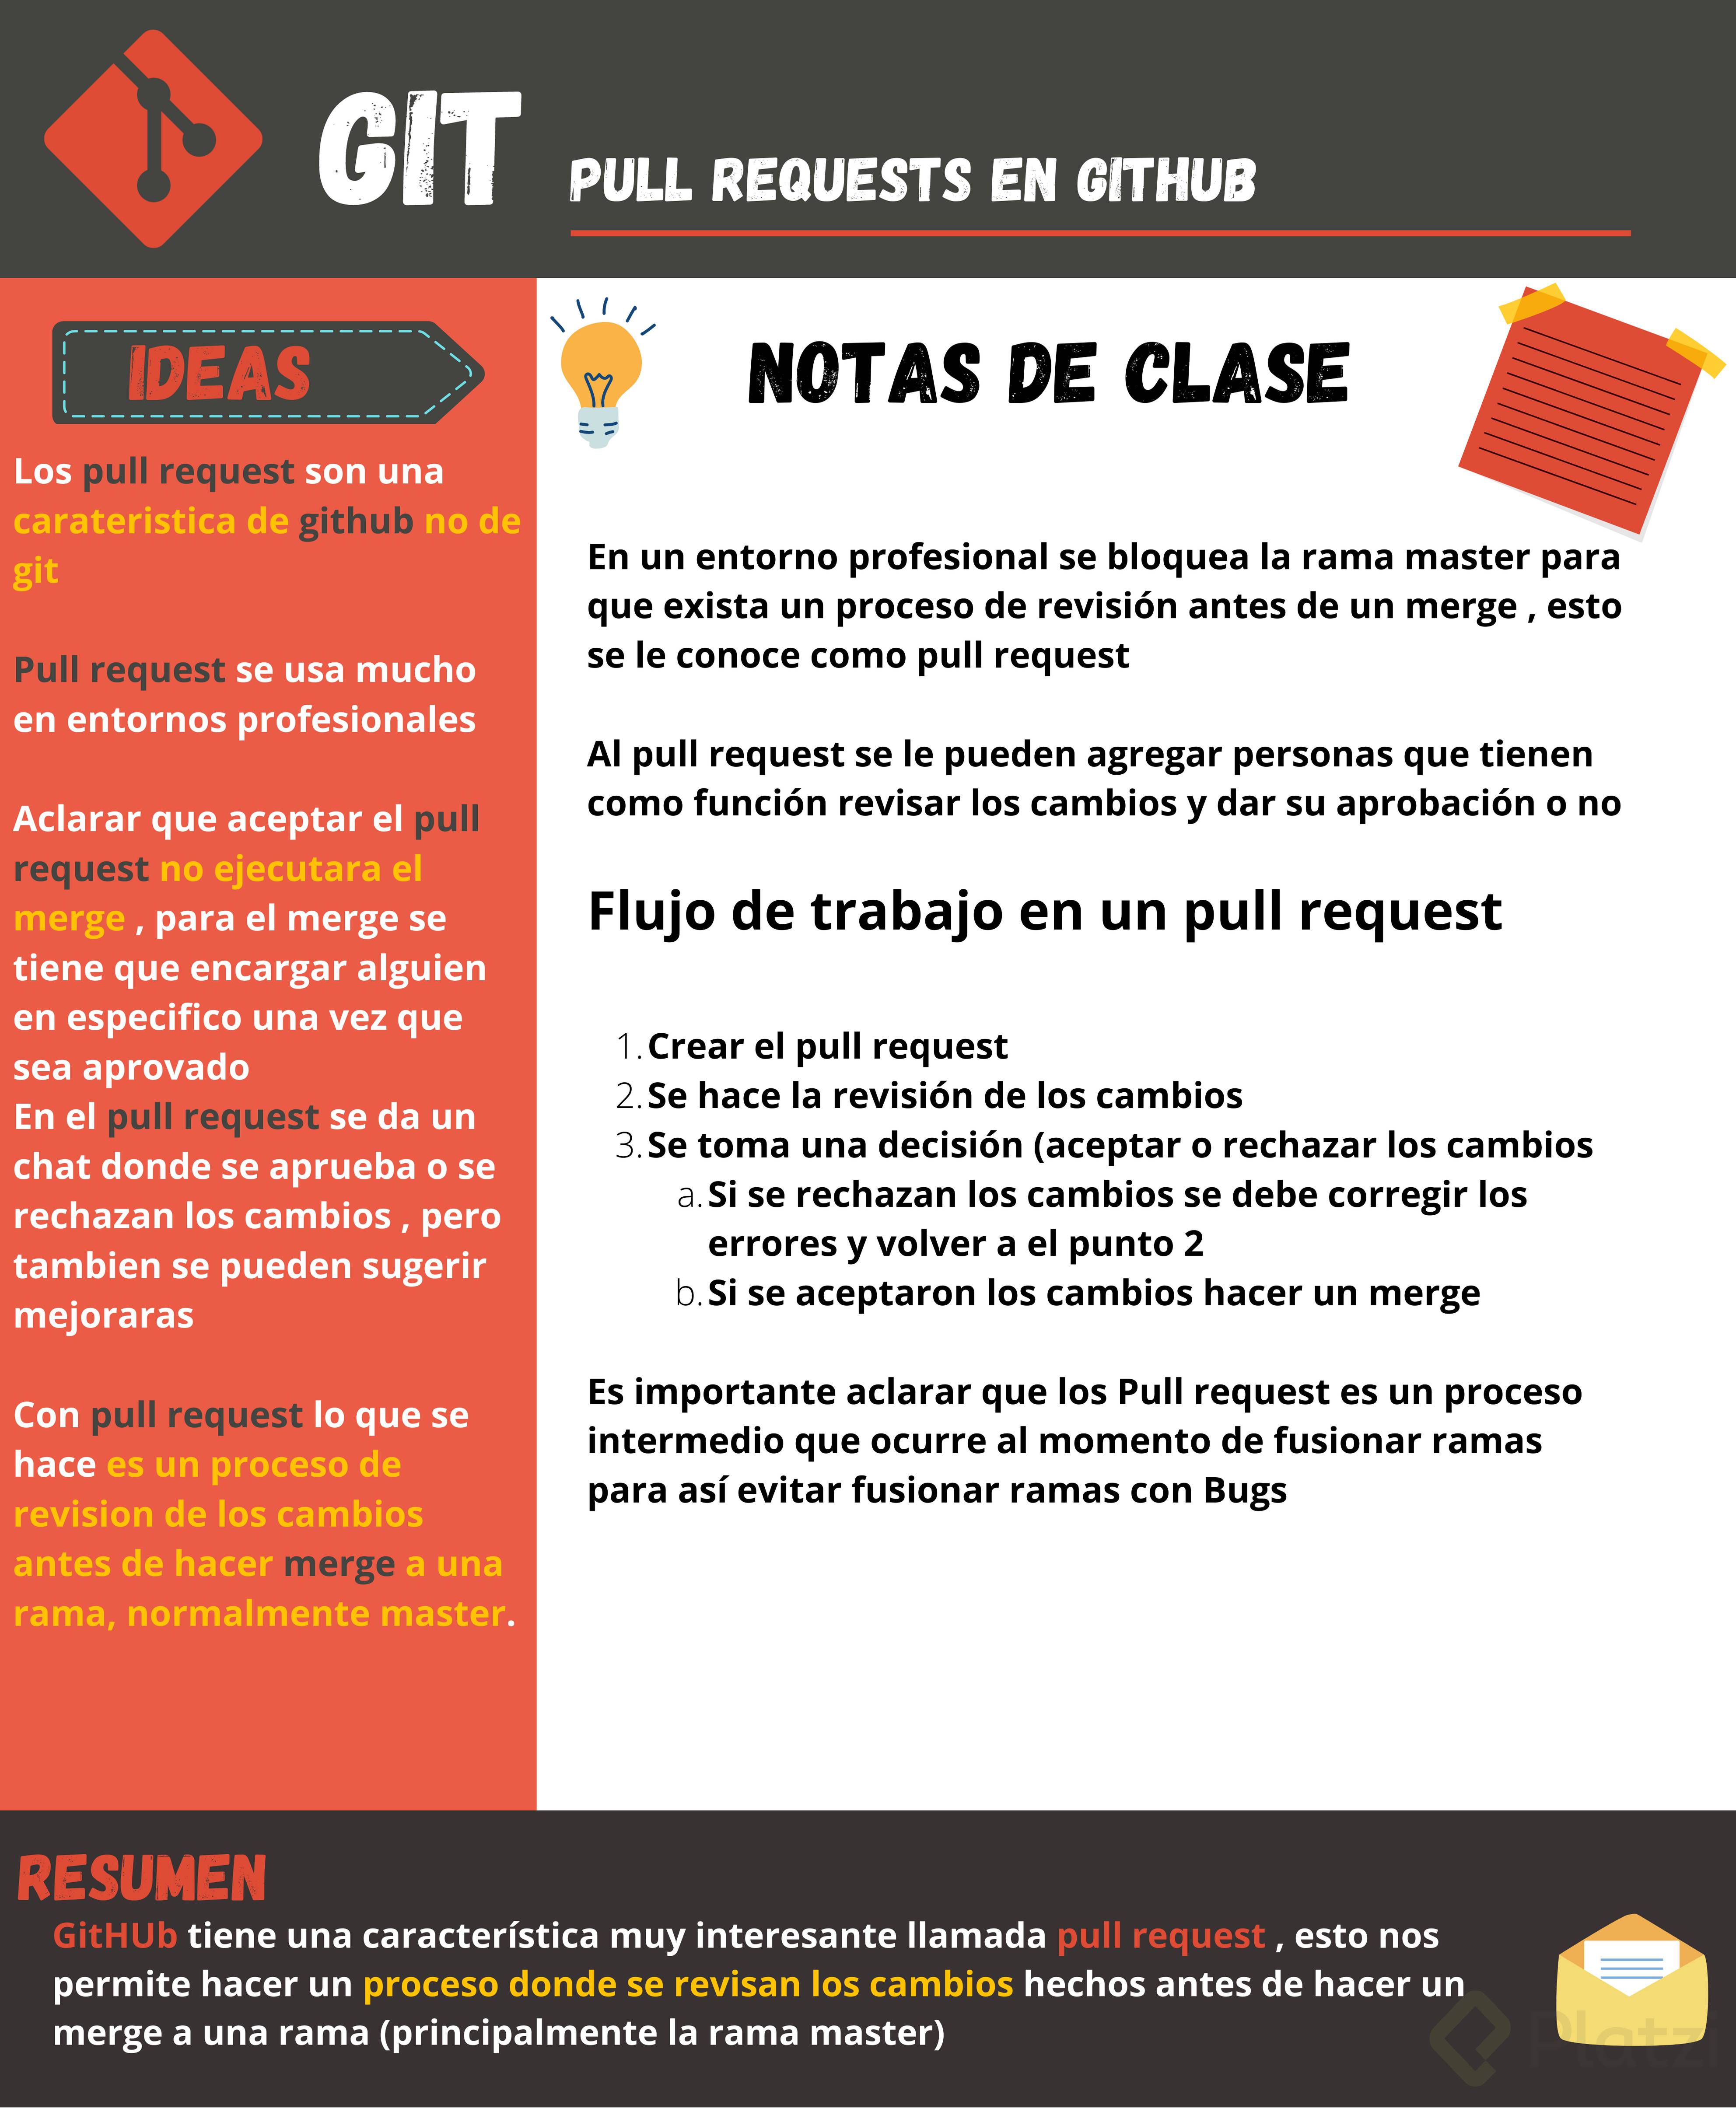 GIT
PULL REQUESTS EN GITHUB
IDEAS
Los pull request son una
carateristica de github no de
git
Pull request se usa mucho
en entornos profesionales
Aclarar que aceptar el pull
request no ejecutara el
merge , para el merge se
tiene que encargar alguien
en especifico una vez que
sea aprovado
En el pull request se da un
chat donde se aprueba o se
rechazan los cambios , pero
tambien se pueden sugerir
mejoraras
Con pull request lo que se
hace es un proceso de
revision de los cambios
antes de hacer merge a una
rama, normalmente master.
NOTAS DE CLASE
En un entorno profesional se bloquea la rama master para
que exista un proceso de revisión antes de un merge , esto
se le conoce como pull request
Al pull request se le pueden agregar personas que tienen
como función revisar los cambios y dar su aprobación o no
Flujo de trabajo en un pull request
1. Crear el pull request
2. Se hace la revisión de los cambios
3. Se toma una decisión (aceptar o rechazar los cambios
a. Si se rechazan los cambios se debe corregir los
errores y volver a el punto 2
b. Si se aceptaron los cambios hacer un merge
Es importante aclarar que los Pull request es un proceso
intermedio que ocurre al momento de fusionar ramas
para así evitar fusionar ramas con Bugs
RESUMEN
GitHUb tiene una característica muy interesante llamada pull request , esto nos
permite hacer un proceso donde se revisan los cambios hechos antes de hacer un
merge a una rama (principalmente la rama master)
Platzi